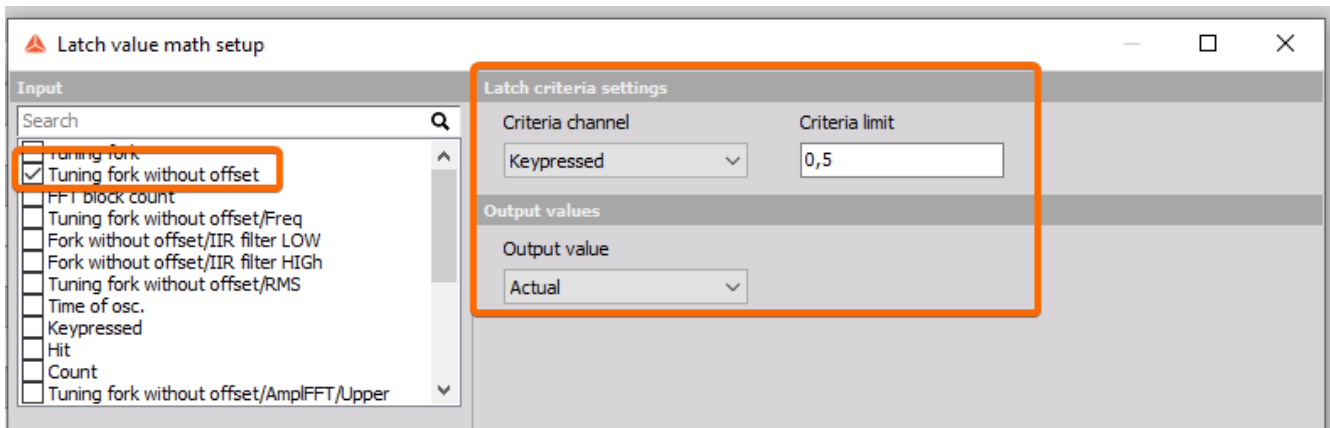 Latch value math setup
Input
Search
Tuning fork
Tuning fork without offset
FFT block count
Tuning fork without offset/Freq
Fork without offset/IIR filter LOW
Fork without offset/IIR filter HIGh
Tuning fork without offset/RMS
Time of osc.
Keypressed
Hit
Count
Tuning fork without offset/AmplFFT/Upper
Latch criteria settings
Criteria channel
Criteria limit
Keypressed
0,5
Output values
Output value
Actual